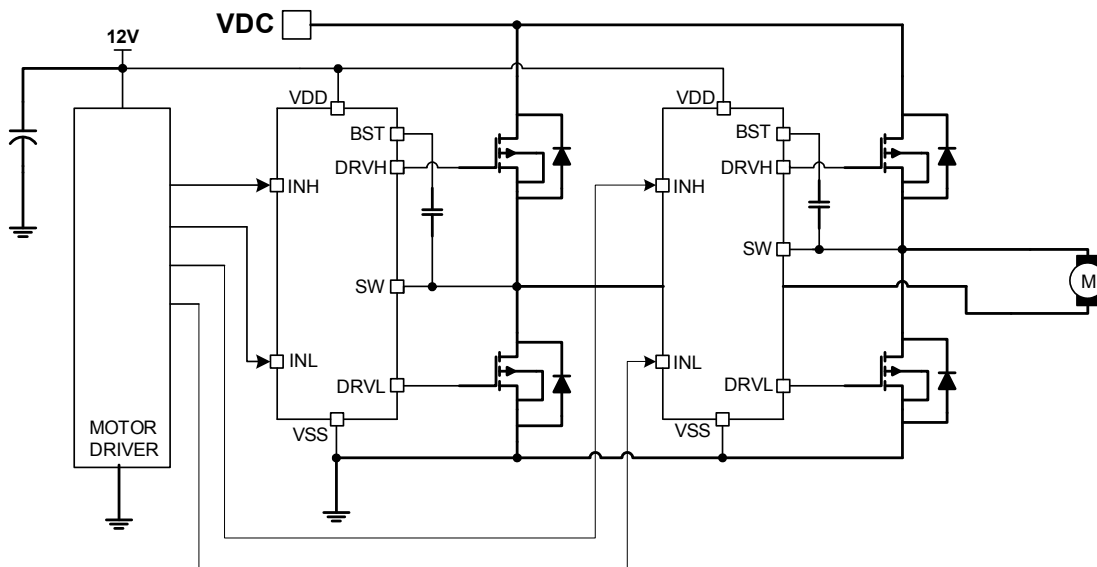 VDC
12V
VDD
VDD
BST
BST
DRVH
DRVH
INH
INH
SW
SW
INL
INL
DRVL
DRVL
VSS
VSS
MOTOR
DRIVER
M